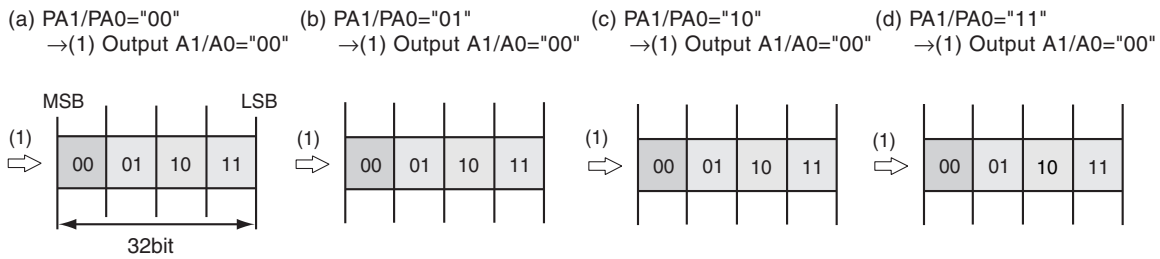 (a) PA1/PA0="00"
→(1) Output A1/A0="00"
(b) PA1/PA0="01"
→(1) Output A1/A0="00"
(c) PA1/PA0="10"
→(1) Output A1/A0="00"
(d) PA1/PA0="11"
→(1) Output A1/A0="00"
MSB LSB
(1)
00 01 10 11
32bit
(1)
00 01 10 11
(1)
00 01 10 11
(1)
00 01 10 11